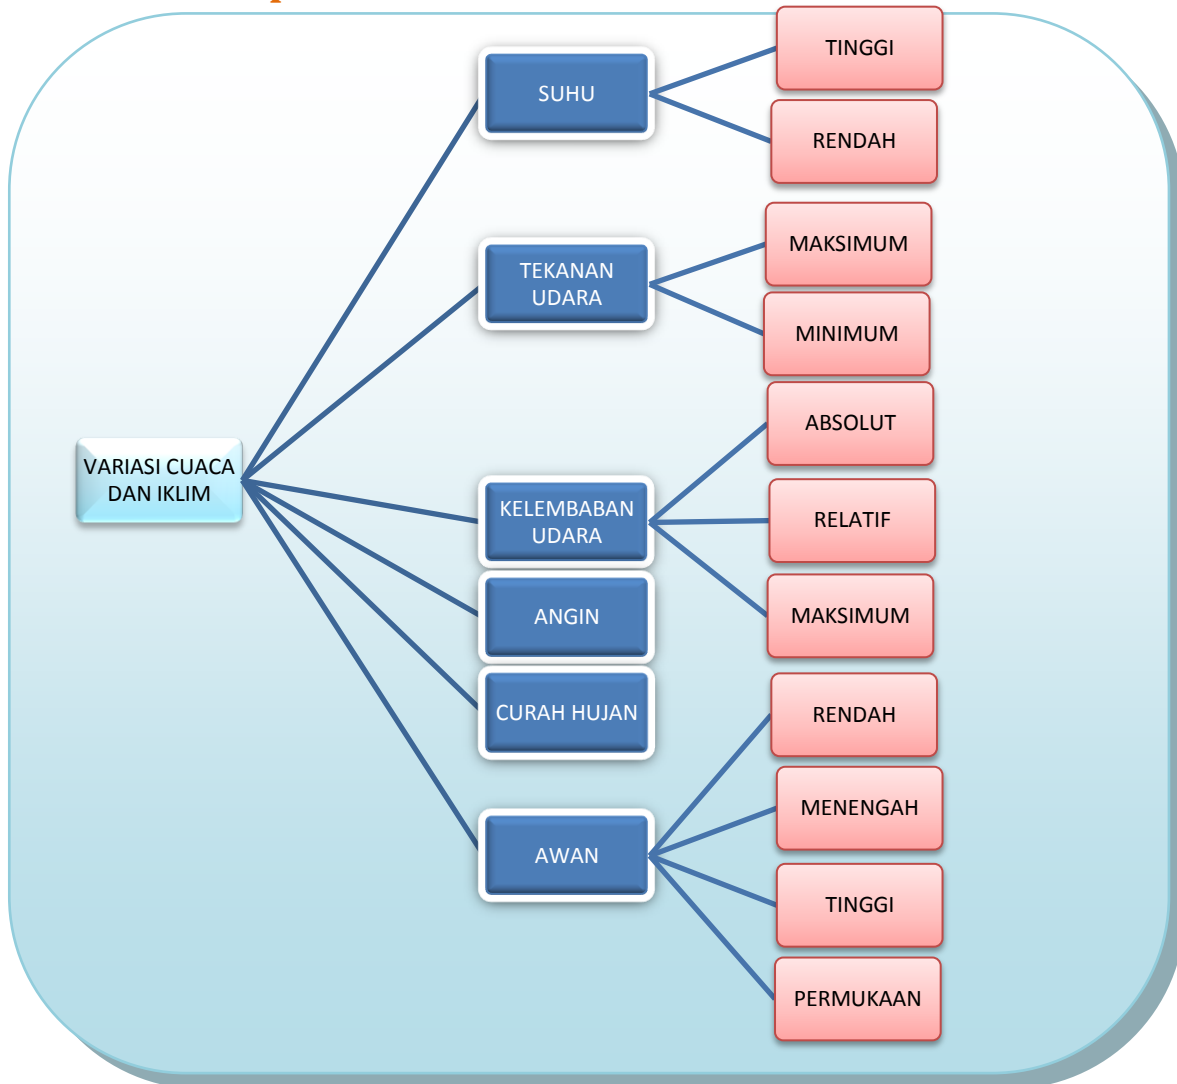 SUHU
TINGGI
RENDAH
TEKANAN
UDARA
MAKSIMUM
MINIMUM
VARIASI CUACA
DAN IKLIM
KELEMBABAN
UDARA
ABSOLUT
RELATIF
MAKSIMUM
ANGIN
CURAH HUJAN
AWAN
RENDAH
MENENGAH
TINGGI
PERMUKAAN